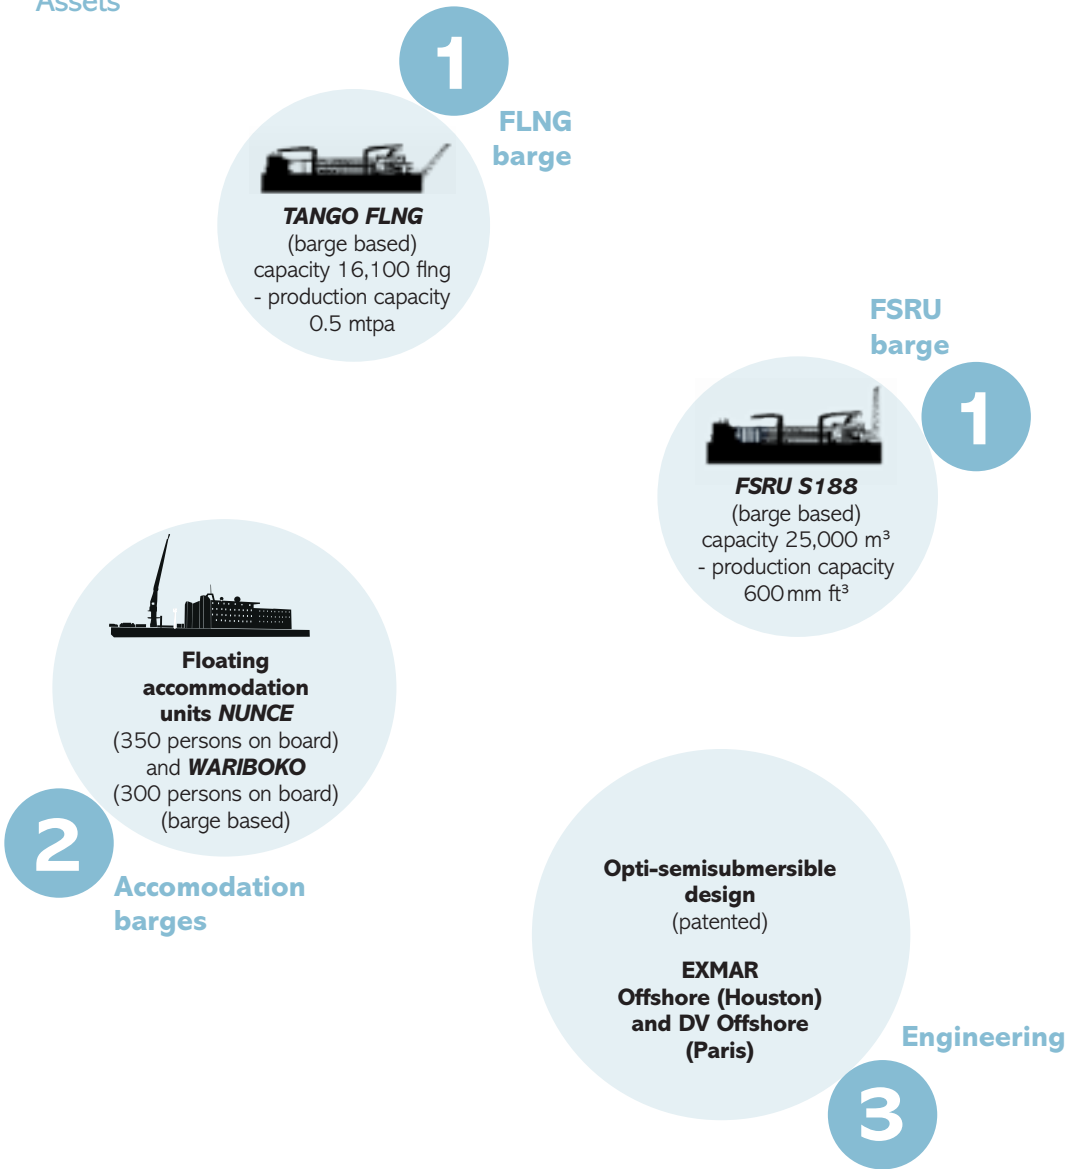 Assets
1
FLNG
barge
TANGO FLNG
(barge based)
capacity 16,100 flng
- production capacity
0.5 mtpa
FSRU
barge
1
FSRU S188
(barge based)
capacity 25,000 m³
- production capacity
600 mm ft³
Floating
accommodation
units NUNCE
(350 persons on board)
and WARIBOKO
(300 persons on board)
(barge based)
2
Accomodation
barges
Opti-semisubmersible
design
(patented)
EXMAR
Offshore (Houston)
and DV Offshore
(Paris)
Engineering
3